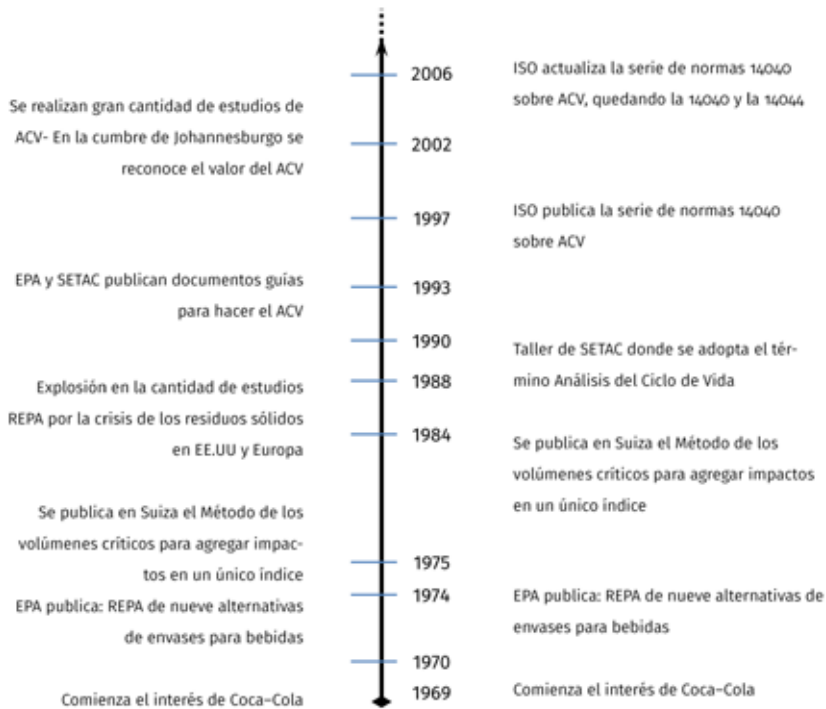 2006
ISO actualiza la serie de normas 14040
sobre ACV, quedando la 14040 y la 14044
Se realizan gran cantidad de estudios de
ACV- En la cumbre de Johannesburgo se
reconoce el valor del ACV
2002
1997
ISO publica la serie de normas 14040
sobre ACV
EPA y SETAC publican documentos guías
para hacer el ACV
1993
1990
Taller de SETAC donde se adopta el tér-
mino Análisis del Ciclo de Vida
1988
Explosión en la cantidad de estudios
REPA por la crisis de los residuos sólidos
en EE.UU y Europa
1984
Se publica en Suiza el Método de los
volúmenes críticos para agregar impactos
en un único índice
Se publica en Suiza el Método de los
volúmenes críticos para agregar impac-
tos en un único índice
1975
1974
EPA publica: REPA de nueve alternativas de
envases para bebidas
EPA publica: REPA de nueve alternativas
de envases para bebidas
1970
1969
Comienza el interés de Coca–Cola
Comienza el interés de Coca–Cola